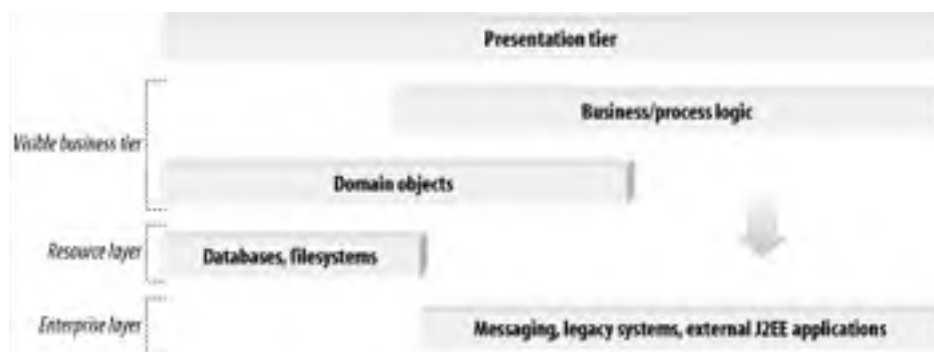 Presentation tier
Business/process logic
Visible business tier
Domain objects
Resource layer
Databases, filesystems
Enterprise layer
Messaging, legacy systems, external J2EE applications